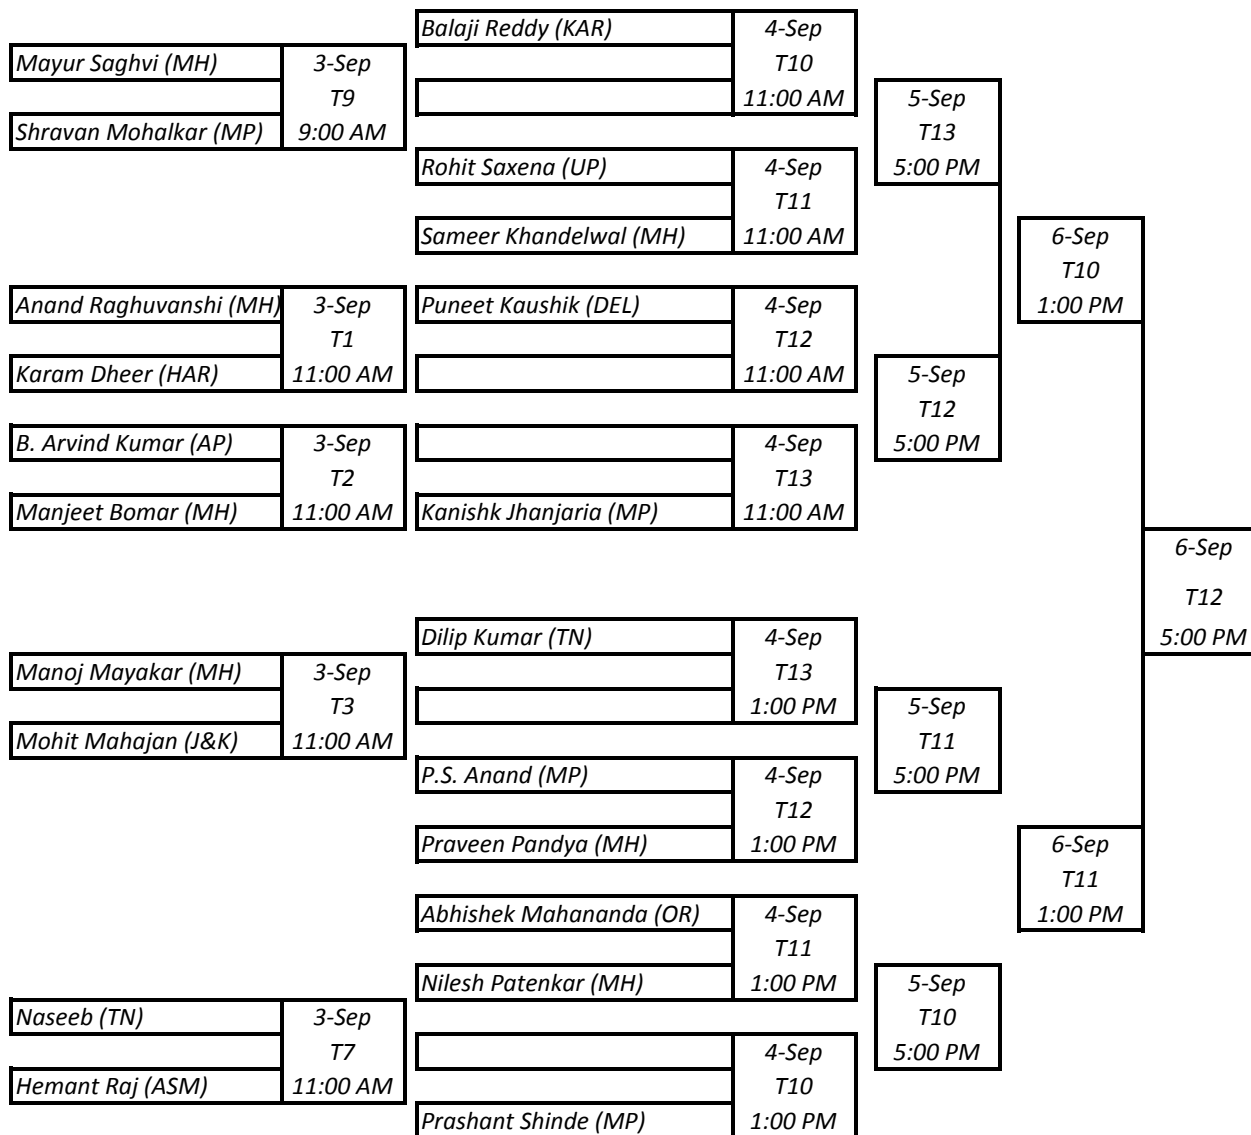 Balaji Reddy (KAR) 4-Sep
Mayur Saghvi (MH) 3-Sep T10
T9 11:00 AM 5-Sep
Shravan Mohalkar (MP) 9:00 AM T13
Rohit Saxena (UP) 4-Sep 5:00 PM
T11
Sameer Khandelwal (MH) 11:00 AM 6-Sep
T10
Anand Raghuvanshi (MH) 3-Sep Puneet Kaushik (DEL) 4-Sep 1:00 PM
T1 T12
Karam Dheer (HAR) 11:00 AM 11:00 AM 5-Sep
T12
B. Arvind Kumar (AP) 3-Sep 4-Sep 5:00 PM
T2 T13
Manjeet Bomar (MH) 11:00 AM Kanishk Jhanjaria (MP) 11:00 AM
6-Sep
T12
Dilip Kumar (TN) 4-Sep 5:00 PM
Manoj Mayakar (MH) 3-Sep T13
T3 1:00 PM 5-Sep
Mohit Mahajan (J&K) 11:00 AM T11
P.S. Anand (MP) 4-Sep 5:00 PM
T12
Praveen Pandya (MH) 1:00 PM 6-Sep
T11
Abhishek Mahananda (OR) 4-Sep 1:00 PM
T11
Nilesh Patenkar (MH) 1:00 PM 5-Sep
Naseeb (TN) 3-Sep T10
T7 4-Sep 5:00 PM
Hemant Raj (ASM) 11:00 AM T10
Prashant Shinde (MP) 1:00 PM